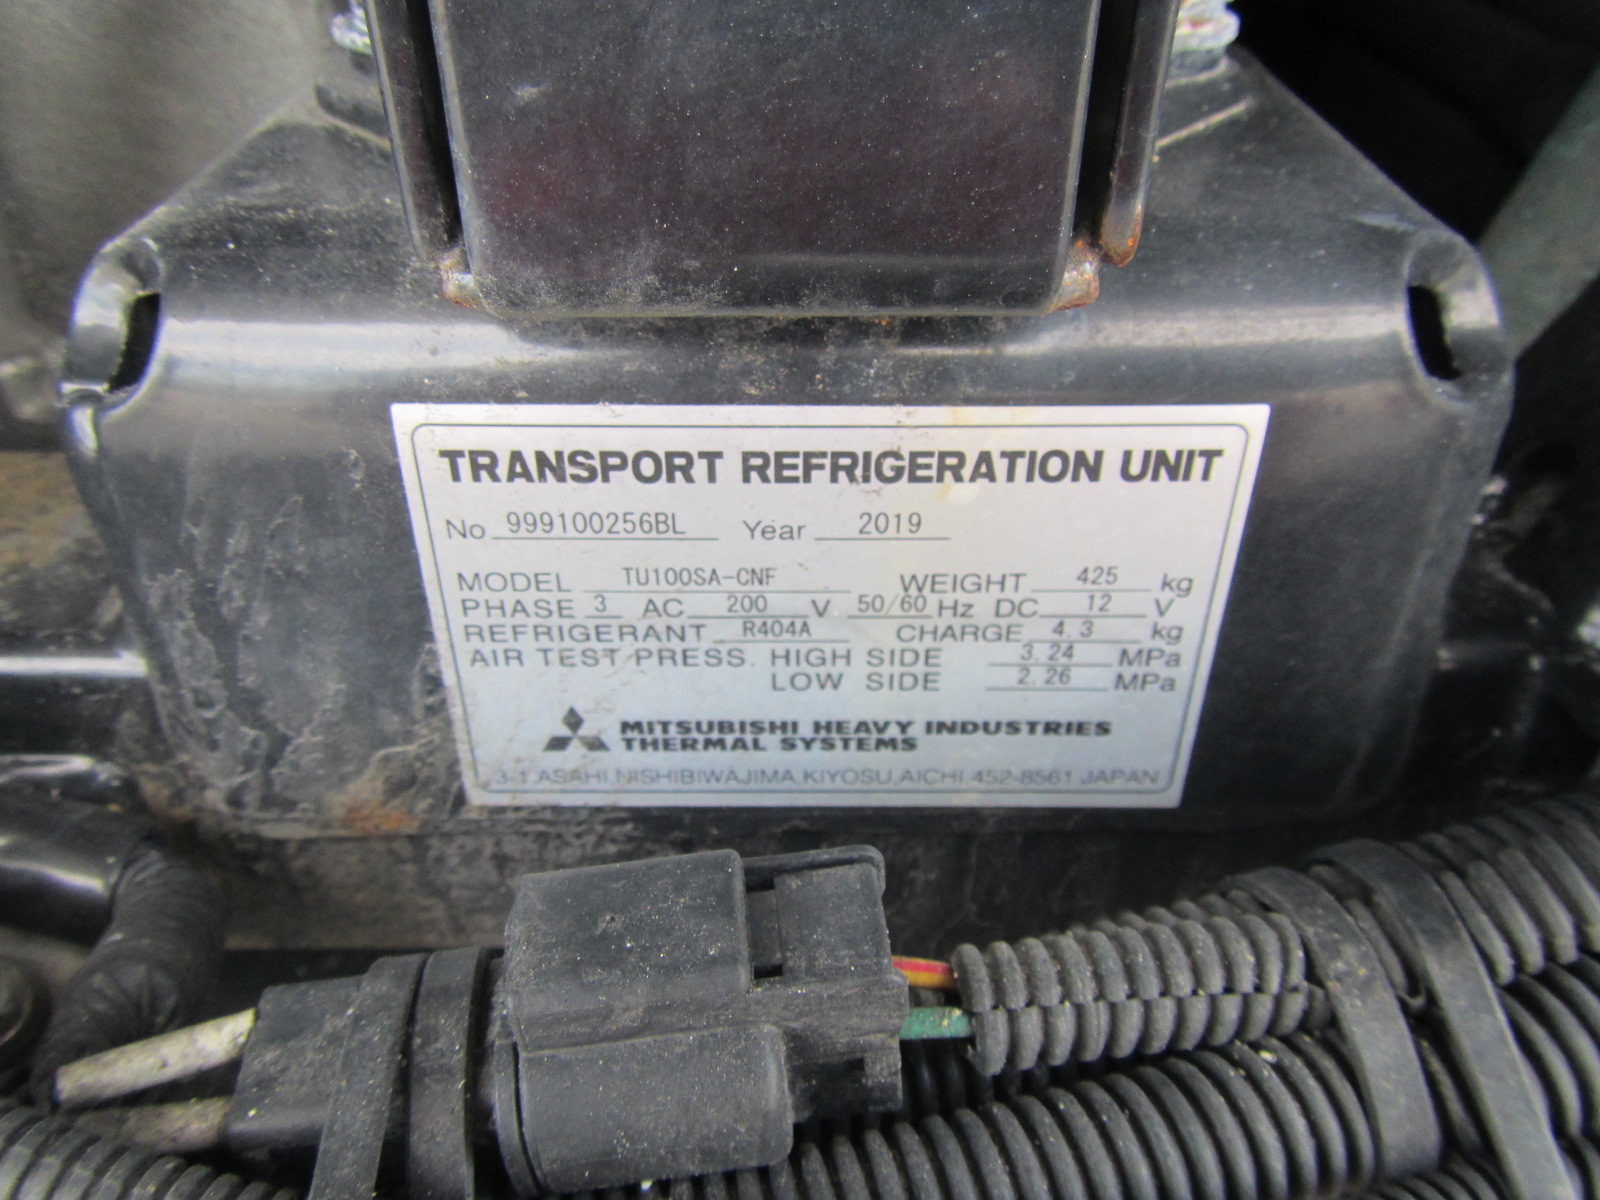 TRANSPORT REFRIGERATION UNIT
No 999100256BL Year 2019
MODEL TU100SA-CNF WEIGHT 425 kg
PHASE 3 AC 200 V 50/60 Hz DC 12 V
REFRIGERANT R404A CHARGE 4.3 kg
AIR TEST PRESS. HIGH SIDE 3.24 MPa
LOW SIDE 2.26 MPa
MITSUBISHI HEAVY INDUSTRIES
THERMAL SYSTEMS
3-1 ASAHI,NISHIBIWAJIMA,KIYOSU,AICHI,452-8561 JAPAN